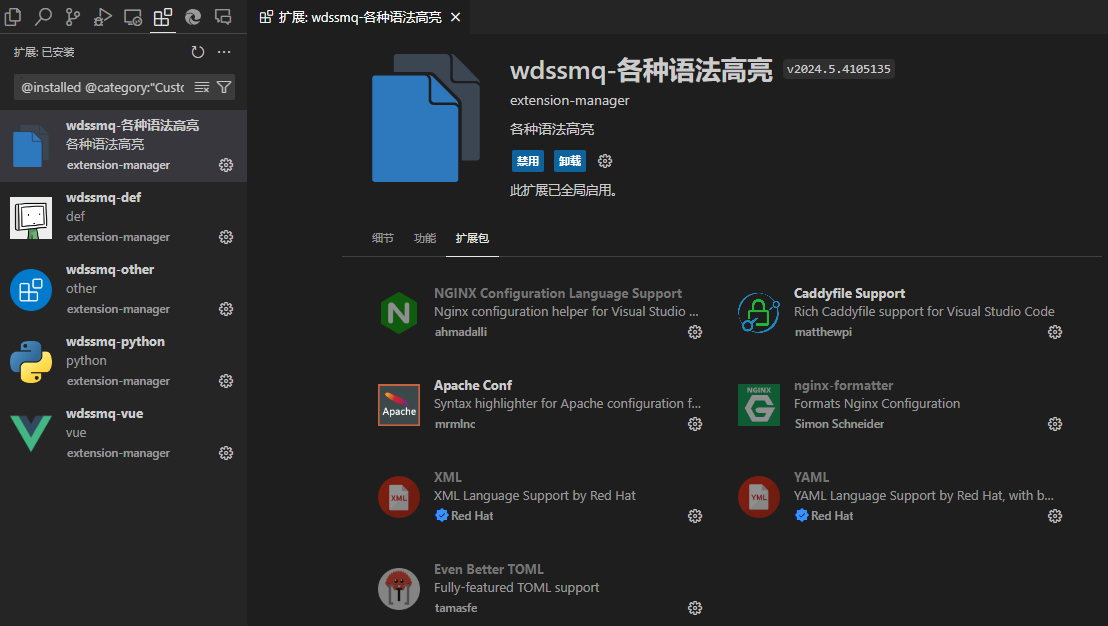 扩展: 已安装
@installed @category:"Custo
wdssmq-各种语法高亮
各种语法高亮
extension-manager
wdssmq-def
def
extension-manager
wdssmq-other
other
extension-manager
wdssmq-python
python
extension-manager
wdssmq-vue
vue
extension-manager
扩展: wdssmq-各种语法高亮
wdssmq-各种语法高亮 v2024.5.4105135
extension-manager
各种语法高亮
禁用 卸载
此扩展已全局启用。
细节 功能 扩展包
NGINX Configuration Language Support
Nginx configuration helper for Visual Studio ...
ahmadalli
Caddyfile Support
Rich Caddyfile support for Visual Studio Code
matthewpi
Apache
Apache Conf
Syntax highlighter for Apache configuration f...
mrmlnc
NGINX
nginx-formatter
Formats Nginx Configuration
Simon Schneider
XML
XML
XML Language Support by Red Hat
Red Hat
YML
YAML
YAML Language Support by Red Hat, with b...
Red Hat
Even Better TOML
Fully-featured TOML support
tamasfe